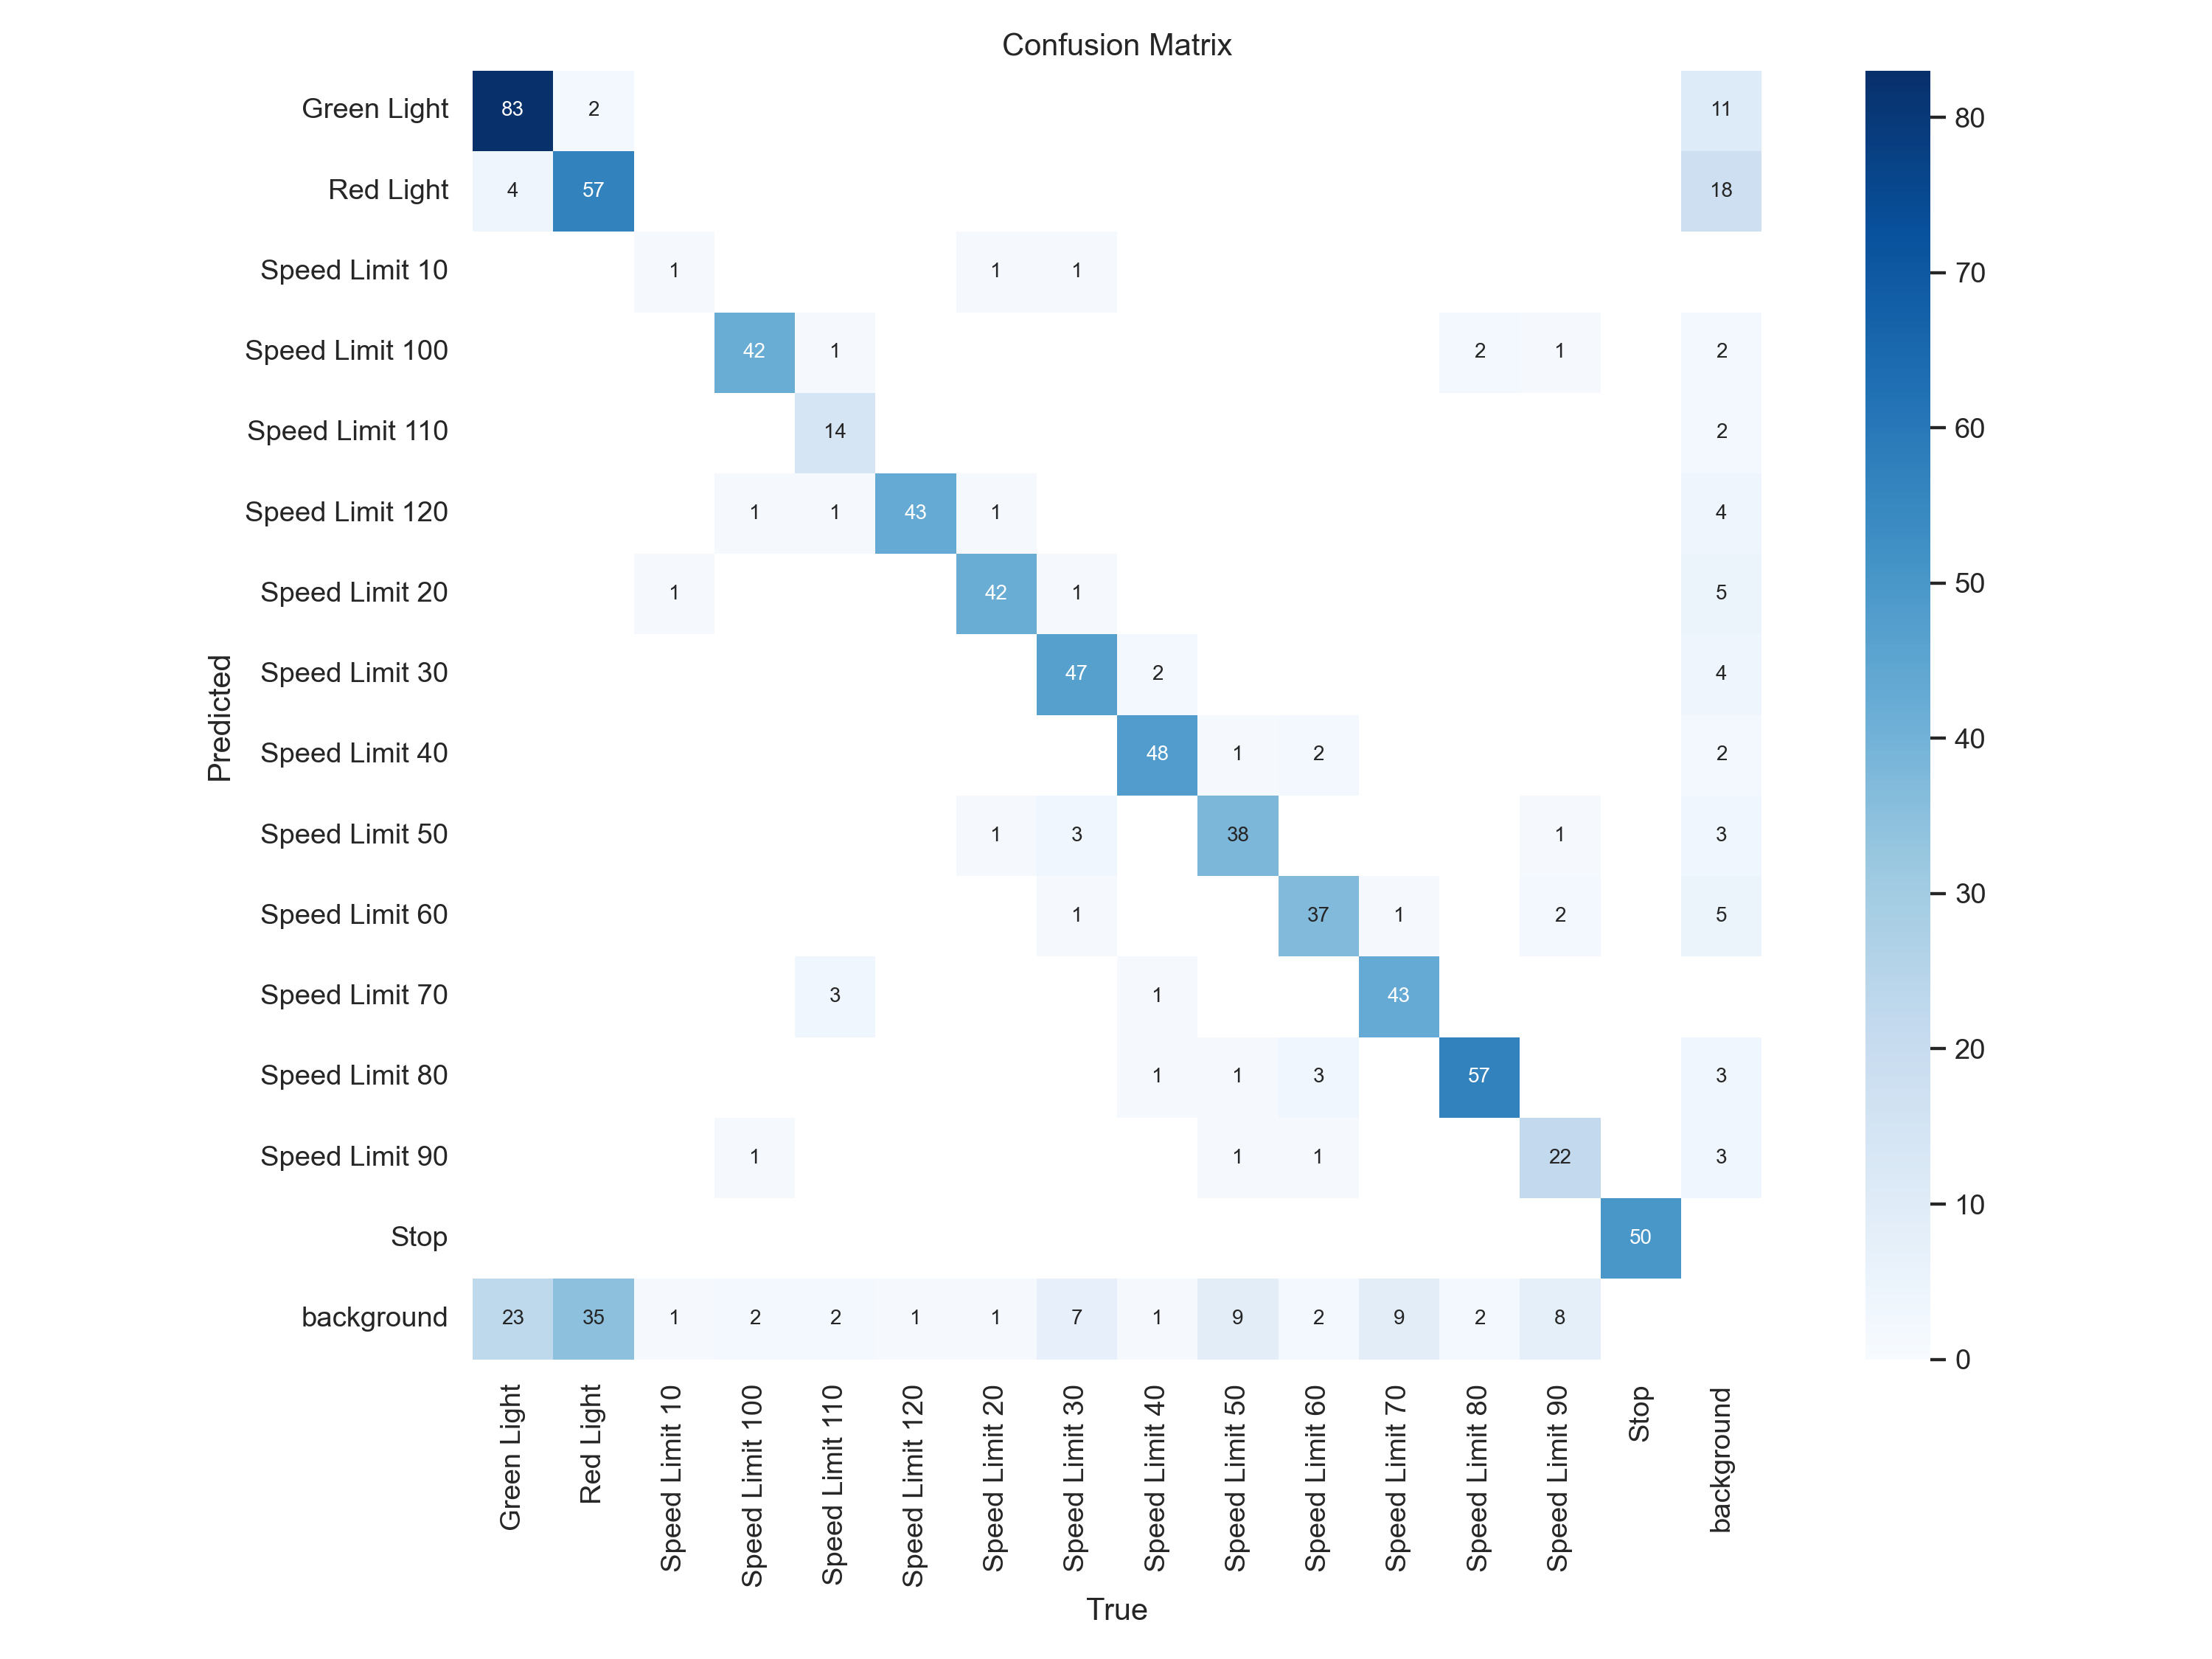 Confusion Matrix
Green Light 83 2 11 80
Red Light 4 57 18
Speed Limit 10 1 1 1 70
Speed Limit 100 42 1 2 1 2
Speed Limit 110 14 2 60
Speed Limit 120 1 1 43 1 4
Speed Limit 20 1 42 1 5 50
Speed Limit 30 47 2 4
Predicted
Speed Limit 40 48 1 2 2 40
Speed Limit 50 1 3 38 1 3
Speed Limit 60 1 37 1 2 5 30
Speed Limit 70 3 1 43
Speed Limit 80 1 1 3 57 3 20
Speed Limit 90 1 1 1 22 3
Stop 50 10
background 23 35 1 2 2 1 1 7 1 9 2 9 2 8
0
Green Light
Red Light
Speed Limit 10
Speed Limit 100
Speed Limit 110
Speed Limit 120
Speed Limit 20
Speed Limit 30
Speed Limit 40
Speed Limit 50
Speed Limit 60
Speed Limit 70
Speed Limit 80
Speed Limit 90
Stop
background
True